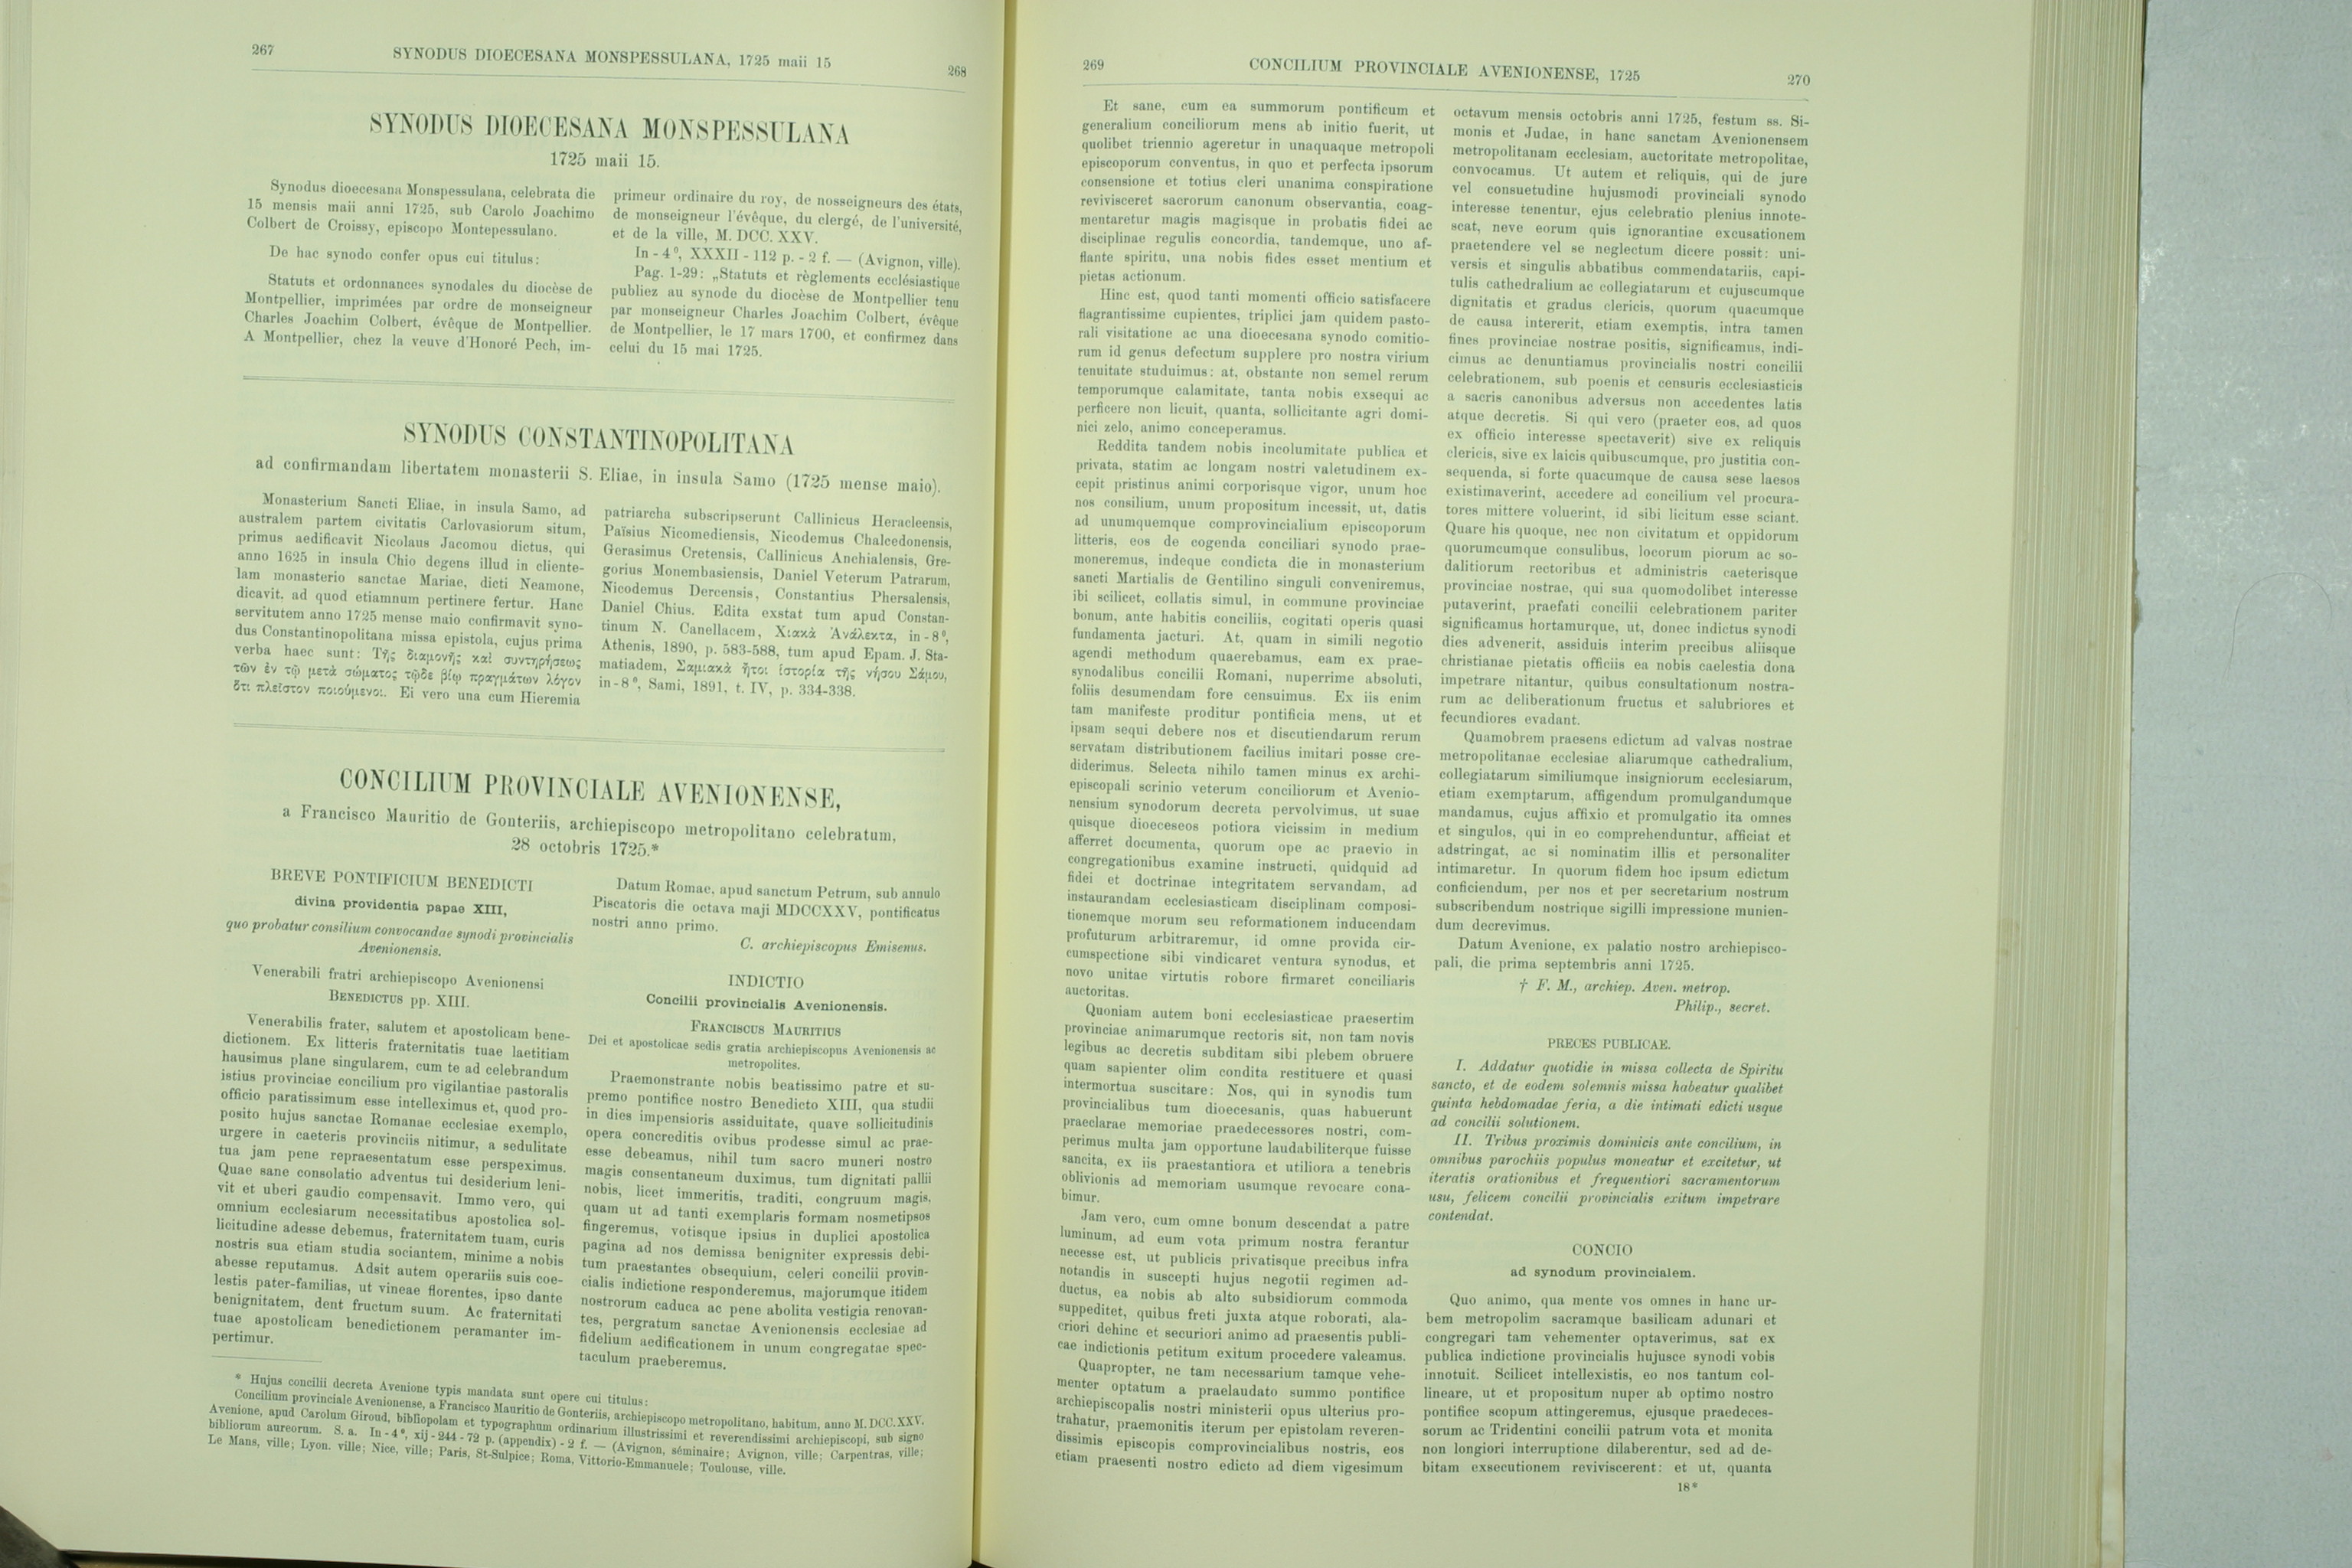 267
SYNODUS DIOECESANA MONSPESSULANA, 1725 maii 15
268
SYNODUS DIOECESANA MONSPESSULANA
1725 maii 15.
Synodus dioecesana Monspessulana, celebrata die
15 mensis maii anni 1725, sub Carolo Joachimo
Colbert de Croissy, episcopo Montepessulano.
De hac synodo confer opus cui titulus:
Statuts et ordonnances synodales du diocèse de
Montpellier, imprimées par ordre de monseigneur
Charles Joachim Colbert, évêque de Montpellier.
A Montpellier, chez la veuve d'Honoré Pech, im-
primeur ordinaire du roy, de nosseigneurs des états,
de monseigneur l'évêque, du clergé, de l'université,
et de la ville, M. DCC. XXV.
In-4°, XXXII-112 p. - 2 f. — (Avignon, ville).
Pag. 1-29: „Statuts et règlements ecclésiastique
publiez au synode du diocèse de Montpellier tenu
par monseigneur Charles Joachim Colbert, évêque
de Montpellier, le 17 mars 1700, et confirmez dans
celui du 15 mai 1725.
SYNODUS CONSTANTINOPOLITANA
ad confirmandam libertatem monasterii S. Eliae, in insula Samo (1725 mense maio).
Monasterium Sancti Eliae, in insula Samo, ad
australem partem civitatis Carlovasiorum situm,
primus aedificavit Nicolaus Jacomou dictus, qui
anno 1625 in insula Chio degens illud in cliente-
lam monasterio sanctae Mariae, dicti Neamone,
dicavit, ad quod etiamnum pertinere fertur. Hanc
servitutem anno 1725 mense maio confirmavit syno-
dus Constantinopolitana missa epistola, cujus prima
verba haec sunt: Τῆς διαμονῆς καὶ συντηρήσεως
τῶν ἐν τῷ μετὰ σώματος τῷδε βίῳ πραγμάτων λόγον
ὅτι πλεῖστον ποιούμενοι. Ei vero una cum Hieremia
patriarcha subscripserunt Callinicus Heracleensis,
Païsius Nicomediensis, Nicodemus Chalcedonensis,
Gerasimus Cretensis, Callinicus Anchialensis, Gre-
gorius Monembasiensis, Daniel Veterum Patrarum,
Nicodemus Dercensis, Constantius Phersalensis,
Daniel Chius. Edita exstat tum apud Constan-
tinum N. Canellacem, Χιακὰ Ἀνάλεκτα, in-8°,
Athenis, 1890, p. 583-588, tum apud Epam. J. Sta-
matiadem, Σαμιακὰ ἤτοι ἱστορία τῆς νήσου Σάμου,
in-8°, Sami, 1891, t. IV, p. 334-338.
CONCILIUM PROVINCIALE AVENIONENSE,
a Francisco Mauritio de Gonteriis, archiepiscopo metropolitano celebratum,
28 octobris 1725.*
BREVE PONTIFICIUM BENEDICTI
divina providentia papae XIII,
quo probatur consilium convocandae synodi provincialis
Avenionensis.
Venerabili fratri archiepiscopo Avenionensi
BENEDICTUS pp. XIII.
Venerabilis frater, salutem et apostolicam bene-
dictionem. Ex litteris fraternitatis tuae laetitiam
hausimus plane singularem, cum te ad celebrandum
istius provinciae concilium pro vigilantiae pastoralis
officio paratissimum esse intelleximus et, quod pro-
posito hujus sanctae Romanae ecclesiae exemplo,
urgere in caeteris provinciis nitimur, a sedulitate
tua jam pene repraesentatum esse perspeximus.
Quae sane consolatio adventus tui desiderium leni-
vit et uberi gaudio compensavit. Immo vero, qui
omnium ecclesiarum necessitatibus apostolica sol-
licitudine adesse debemus, fraternitatem tuam, curis
nostris sua etiam studia sociantem, minime a nobis
abesse reputamus. Adsit autem operariis suis coe-
lestis pater-familias, ut vineae florentes, ipso dante
benignitatem, dent fructum suum. Ac fraternitati
tuae apostolicam benedictionem peramanter im-
pertimur.
Datum Romae, apud sanctum Petrum, sub annulo
Piscatoris die octava maji MDCCXXV, pontificatus
nostri anno primo.
C. archiepiscopus Emisenus.
INDICTIO
Concilii provincialis Avenionensis.
FRANCISCUS MAURITIUS
Dei et apostolicae sedis gratia archiepiscopus Avenionensis ac
metropolites.
Praemonstrante nobis beatissimo patre et su-
premo pontifice nostro Benedicto XIII, qua studii
in dies impensioris assiduitate, quave sollicitudinis
opera concreditis ovibus prodesse simul ac prae-
esse debeamus, nihil tum sacro muneri nostro
magis consentaneum duximus, tum dignitati pallii
nobis, licet immeritis, traditi, congruum magis,
quam ut ad tanti exemplaris formam nosmetipsos
fingeremus, votisque ipsius in duplici apostolica
pagina ad nos demissa benigniter expressis debi-
tum praestantes obsequium, celeri concilii provin-
cialis indictione responderemus, majorumque itidem
nostrorum caduca ac pene abolita vestigia renovan-
tes, pergratum sanctae Avenionensis ecclesiae ad
fidelium aedificationem in unum congregatae spec-
taculum praeberemus.
* Hujus concilii decreta Avenione typis mandata sunt opere cui titulus:
Concilium provinciale Avenionense, a Francisco Mauritio de Gonteriis, archiepiscopo metropolitano, habitum, anno M. DCC. XXV.
Avenione, apud Carolum Giroud, bibliopolam et typographum ordinarium illustrissimi et reverendissimi archiepiscopi, sub signo
bibliorum aureorum. S. a. In-4°, xij-244-72 p. (appendix) - 2 f. — (Avignon, séminaire; Avignon, ville; Carpentras, ville;
Le Mans, ville; Lyon. ville; Nice, ville; Paris, St-Sulpice; Roma, Vittorio-Emmanuele; Toulouse, ville.
269
CONCILIUM PROVINCIALE AVENIONENSE, 1725
270
Et sane, cum ea summorum pontificum et
generalium conciliorum mens ab initio fuerit, ut
quolibet triennio ageretur in unaquaque metropoli
episcoporum conventus, in quo et perfecta ipsorum
consensione et totius cleri unanima conspiratione
revivisceret sacrorum canonum observantia, coag-
mentaretur magis magisque in probatis fidei ac
disciplinae regulis concordia, tandemque, uno af-
flante spiritu, una nobis fides esset mentium et
pietas actionum.
Hinc est, quod tanti momenti officio satisfacere
flagrantissime cupientes, triplici jam quidem pasto-
rali visitatione ac una dioecesana synodo comitio-
rum id genus defectum supplere pro nostra virium
tenuitate studuimus: at, obstante non semel rerum
temporumque calamitate, tanta nobis exsequi ac
perficere non licuit, quanta, sollicitante agri domi-
nici zelo, animo conceperamus.
Reddita tandem nobis incolumitate publica et
privata, statim ac longam nostri valetudinem ex-
cepit pristinus animi corporisque vigor, unum hoc
nos consilium, unum propositum incessit, ut, datis
ad unumquemque comprovincialium episcoporum
litteris, eos de cogenda conciliari synodo prae-
moneremus, indeque condicta die in monasterium
sancti Martialis de Gentilino singuli conveniremus,
ibi scilicet, collatis simul, in commune provinciae
bonum, ante habitis conciliis, cogitati operis quasi
fundamenta jacturi. At, quam in simili negotio
agendi methodum quaerebamus, eam ex prae-
synodalibus concilii Romani, nuperrime absoluti,
foliis desumendam fore censuimus. Ex iis enim
tam manifeste proditur pontificia mens, ut et
ipsam sequi debere nos et discutiendarum rerum
servatam distributionem facilius imitari posse cre-
diderimus. Selecta nihilo tamen minus ex archi-
episcopali scrinio veterum conciliorum et Avenio-
nensium synodorum decreta pervolvimus, ut suae
quisque dioeceseos potiora vicissim in medium
afferret documenta, quorum ope ac praevio in
congregationibus examine instructi, quidquid ad
fidei et doctrinae integritatem servandam, ad
instaurandam ecclesiasticam disciplinam composi-
tionemque morum seu reformationem inducendam
profuturum arbitraremur, id omne provida cir-
cumspectione sibi vindicaret ventura synodus, et
novo unitae virtutis robore firmaret conciliaris
auctoritas.
Quoniam autem boni ecclesiasticae praesertim
provinciae animarumque rectoris sit, non tam novis
legibus ac decretis subditam sibi plebem obruere
quam sapienter olim condita restituere et quasi
intermortua suscitare: Nos, qui in synodis tum
provincialibus tum dioecesanis, quas habuerunt
praeclarae memoriae praedecessores nostri, com-
perimus multa jam opportune laudabiliterque fuisse
sancita, ex iis praestantiora et utiliora a tenebris
oblivionis ad memoriam usumque revocare cona-
bimur.
Jam vero, cum omne bonum descendat a patre
luminum, ad eum vota primum nostra ferantur
necesse est, ut publicis privatisque precibus infra
notandis in suscepti hujus negotii regimen ad-
ductus, ea nobis ab alto subsidiorum commoda
suppeditet, quibus freti juxta atque roborati, ala-
criori dehinc et securiori animo ad praesentis publi-
cae indictionis petitum exitum procedere valeamus.
Quapropter, ne tam necessarium tamque vehe-
menter optatum a praelaudato summo pontifice
archiepiscopalis nostri ministerii opus ulterius pro-
trahatur, praemonitis iterum per epistolam reveren-
dissimis episcopis comprovincialibus nostris, eos
etiam praesenti nostro edicto ad diem vigesimum
octavum mensis octobris anni 1725, festum ss. Si-
monis et Judae, in hanc sanctam Avenionensem
metropolitanam ecclesiam, auctoritate metropolitae,
convocamus. Ut autem et reliquis, qui de jure
vel consuetudine hujusmodi provinciali synodo
interesse tenentur, ejus celebratio plenius innote-
scat, neve eorum quis ignorantiae excusationem
praetendere vel se neglectum dicere possit: uni-
versis et singulis abbatibus commendatariis, capi-
tulis cathedralium ac collegiatarum et cujuscumque
dignitatis et gradus clericis, quorum quacumque
de causa intererit, etiam exemptis, intra tamen
fines provinciae nostrae positis, significamus, indi-
cimus ac denuntiamus provincialis nostri concilii
celebrationem, sub poenis et censuris ecclesiasticis
a sacris canonibus adversus non accedentes latis
atque decretis. Si qui vero (praeter eos, ad quos
ex officio interesse spectaverit) sive ex reliquis
clericis, sive ex laicis quibuscumque, pro justitia con-
sequenda, si forte quacumque de causa sese laesos
existimaverint, accedere ad concilium vel procura-
tores mittere voluerint, id sibi licitum esse sciant.
Quare his quoque, nec non civitatum et oppidorum
quorumcumque consulibus, locorum piorum ac so-
dalitiorum rectoribus et administris caeterisque
provinciae nostrae, qui sua quomodolibet interesse
putaverint, praefati concilii celebrationem pariter
significamus hortamurque, ut, donec indictus synodi
dies advenerit, assiduis interim precibus aliisque
christianae pietatis officiis ea nobis caelestia dona
impetrare nitantur, quibus consultationum nostra-
rum ac deliberationum fructus et salubriores et
fecundiores evadant.
Quamobrem praesens edictum ad valvas nostrae
metropolitanae ecclesiae aliarumque cathedralium,
collegiatarum similiumque insigniorum ecclesiarum,
etiam exemptarum, affigendum promulgandumque
mandamus, cujus affixio et promulgatio ita omnes
et singulos, qui in eo comprehenduntur, afficiat et
adstringat, ac si nominatim illis et personaliter
intimaretur. In quorum fidem hoc ipsum edictum
conficiendum, per nos et per secretarium nostrum
subscribendum nostrique sigilli impressione munien-
dum decrevimus.
Datum Avenione, ex palatio nostro archiepisco-
pali, die prima septembris anni 1725.
† F. M., archiep. Aven. metrop.
Philip., secret.
PRECES PUBLICAE.
I. Addatur quotidie in missa collecta de Spiritu
sancto, et de eodem solemnis missa habeatur qualibet
quinta hebdomadae feria, a die intimati edicti usque
ad concilii solutionem.
II. Tribus proximis dominicis ante concilium, in
omnibus parochiis populus moneatur et excitetur, ut
iteratis orationibus et frequentiori sacramentorum
usu, felicem concilii provincialis exitum impetrare
contendat.
CONCIO
ad synodum provincialem.
Quo animo, qua mente vos omnes in hanc ur-
bem metropolim sacramque basilicam adunari et
congregari tam vehementer optaverimus, sat ex
publica indictione provincialis hujusce synodi vobis
innotuit. Scilicet intellexistis, eo nos tantum col-
lineare, ut et propositum nuper ab optimo nostro
pontifice scopum attingeremus, ejusque praedeces-
sorum ac Tridentini concilii patrum vota et monita
non longiori interruptione dilaberentur, sed ad de-
bitam exsecutionem reviviscerent: et ut, quanta
18*